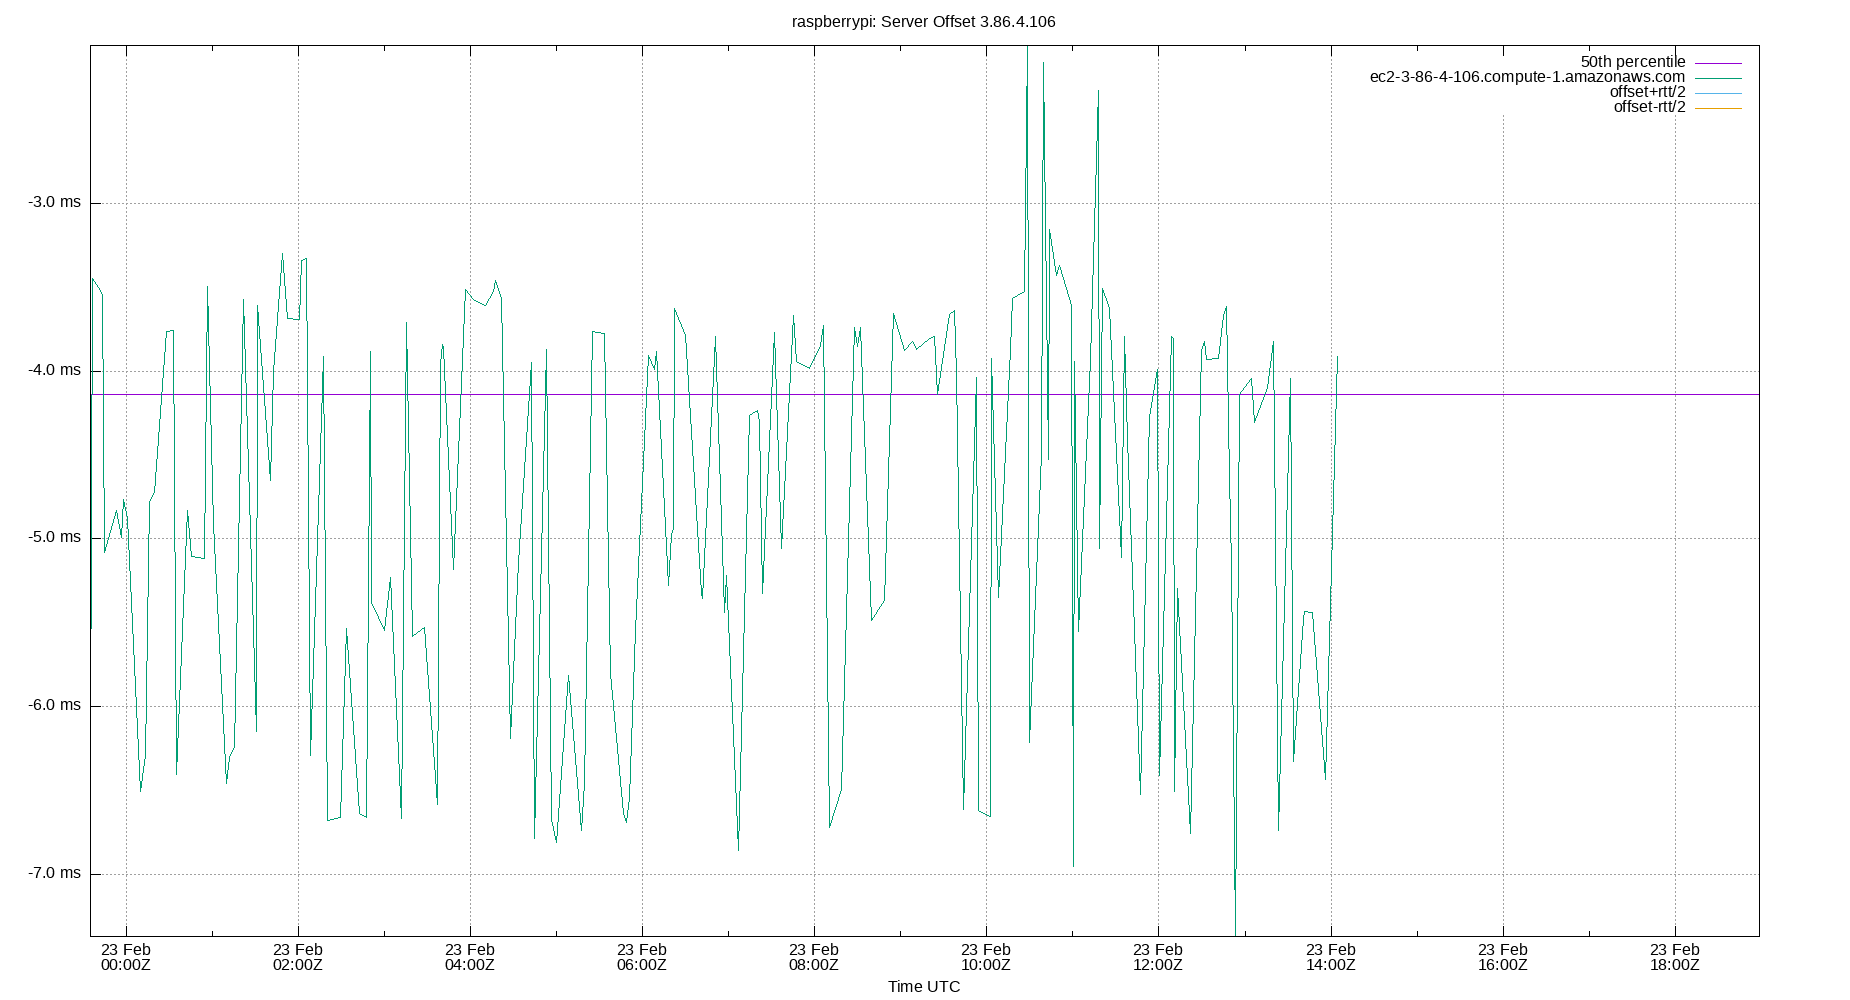 raspberrypi: Server Offset 3.86.4.106
50th percentile
ec2-3-86-4-106.compute-1.amazonaws.com
offset+rtt/2
offset-rtt/2
-3.0 ms
-4.0 ms
-5.0 ms
-6.0 ms
-7.0 ms
23 Feb 23 Feb 23 Feb 23 Feb 23 Feb 23 Feb 23 Feb 23 Feb 23 Feb 23 Feb
00:00Z 02:00Z 04:00Z 06:00Z 08:00Z 10:00Z 12:00Z 14:00Z 16:00Z 18:00Z
Time UTC